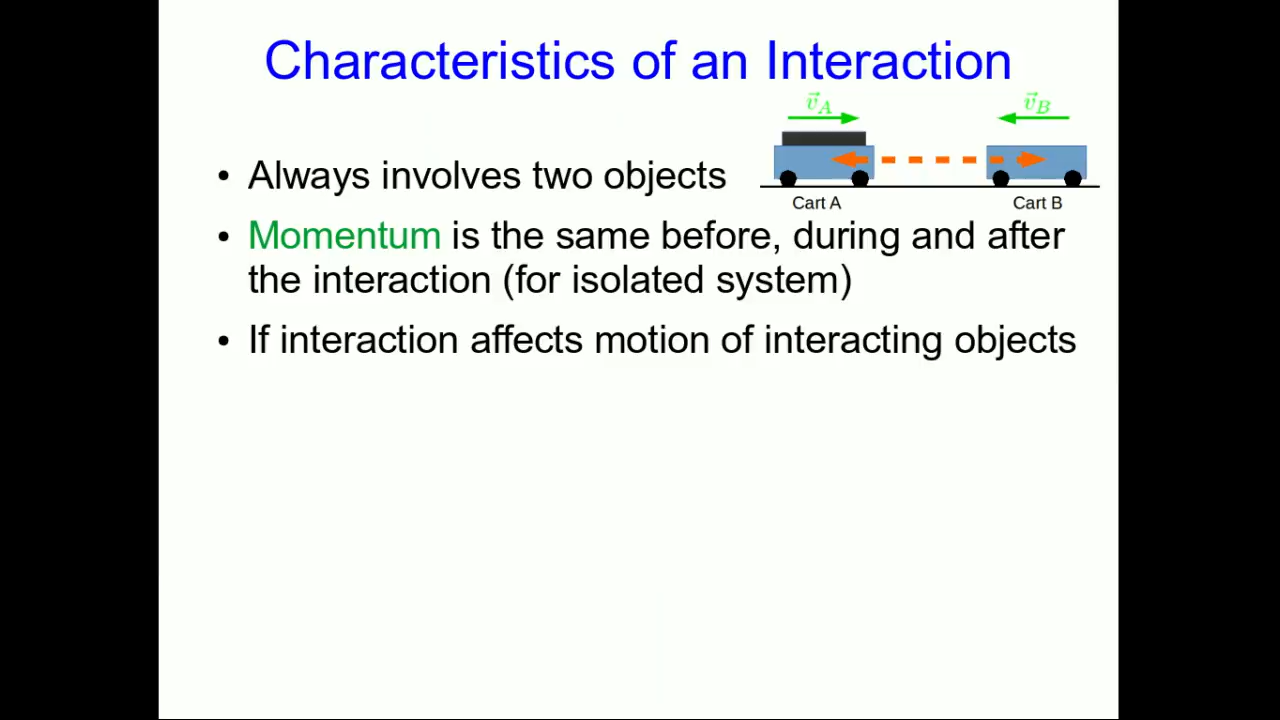 Characteristics of an Interaction
v⃗A
v⃗B
• Always involves two objects
Cart A
Cart B
• Momentum is the same before, during and after
the interaction (for isolated system)
• If interaction affects motion of interacting objects